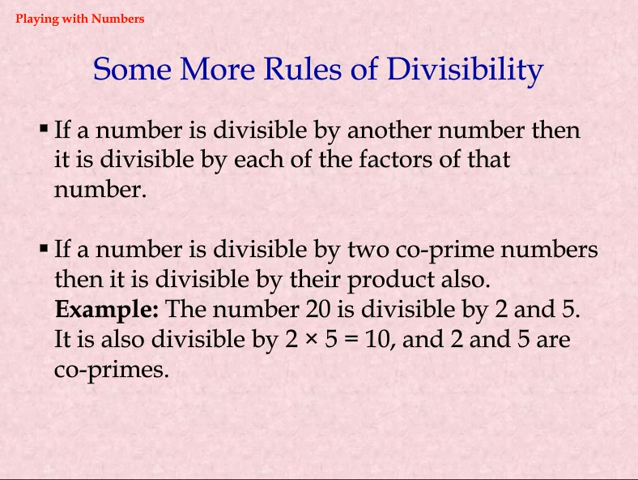 Playing with Numbers
Some More Rules of Divisibility
▪ If a number is divisible by another number then
it is divisible by each of the factors of that
number.
▪ If a number is divisible by two co-prime numbers
then it is divisible by their product also.
Example: The number 20 is divisible by 2 and 5.
It is also divisible by 2 × 5 = 10, and 2 and 5 are
co-primes.